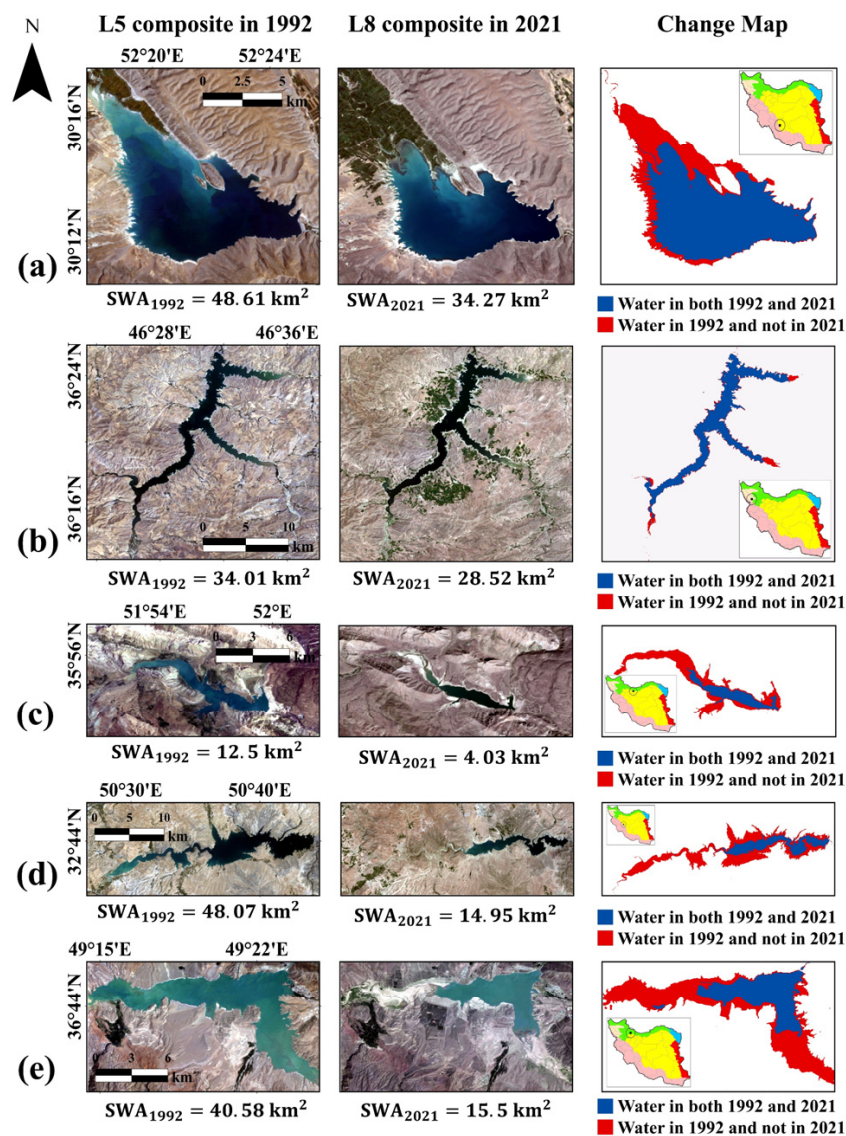 N
L5 composite in 1992 L8 composite in 2021 Change Map
52°20'E 52°24'E
0 2.5 5
km
30°16'N
30°12'N
(a)
SWA1992 = 48.61 km²
SWA2021 = 34.27 km²
Water in both 1992 and 2021
Water in 1992 and not in 2021
46°28'E 46°36'E
36°24'N
36°16'N
0 5 10
km
(b)
SWA1992 = 34.01 km²
SWA2021 = 28.52 km²
Water in both 1992 and 2021
Water in 1992 and not in 2021
51°54'E 52°E
0 3 6
km
35°56'N
(c)
SWA1992 = 12.5 km²
SWA2021 = 4.03 km²
Water in both 1992 and 2021
Water in 1992 and not in 2021
50°30'E 50°40'E
0 5 10
km
32°44'N
(d)
SWA1992 = 48.07 km²
SWA2021 = 14.95 km²
Water in both 1992 and 2021
Water in 1992 and not in 2021
49°15'E 49°22'E
36°44'N
0 3 6
km
(e)
SWA1992 = 40.58 km²
SWA2021 = 15.5 km²
Water in both 1992 and 2021
Water in 1992 and not in 2021